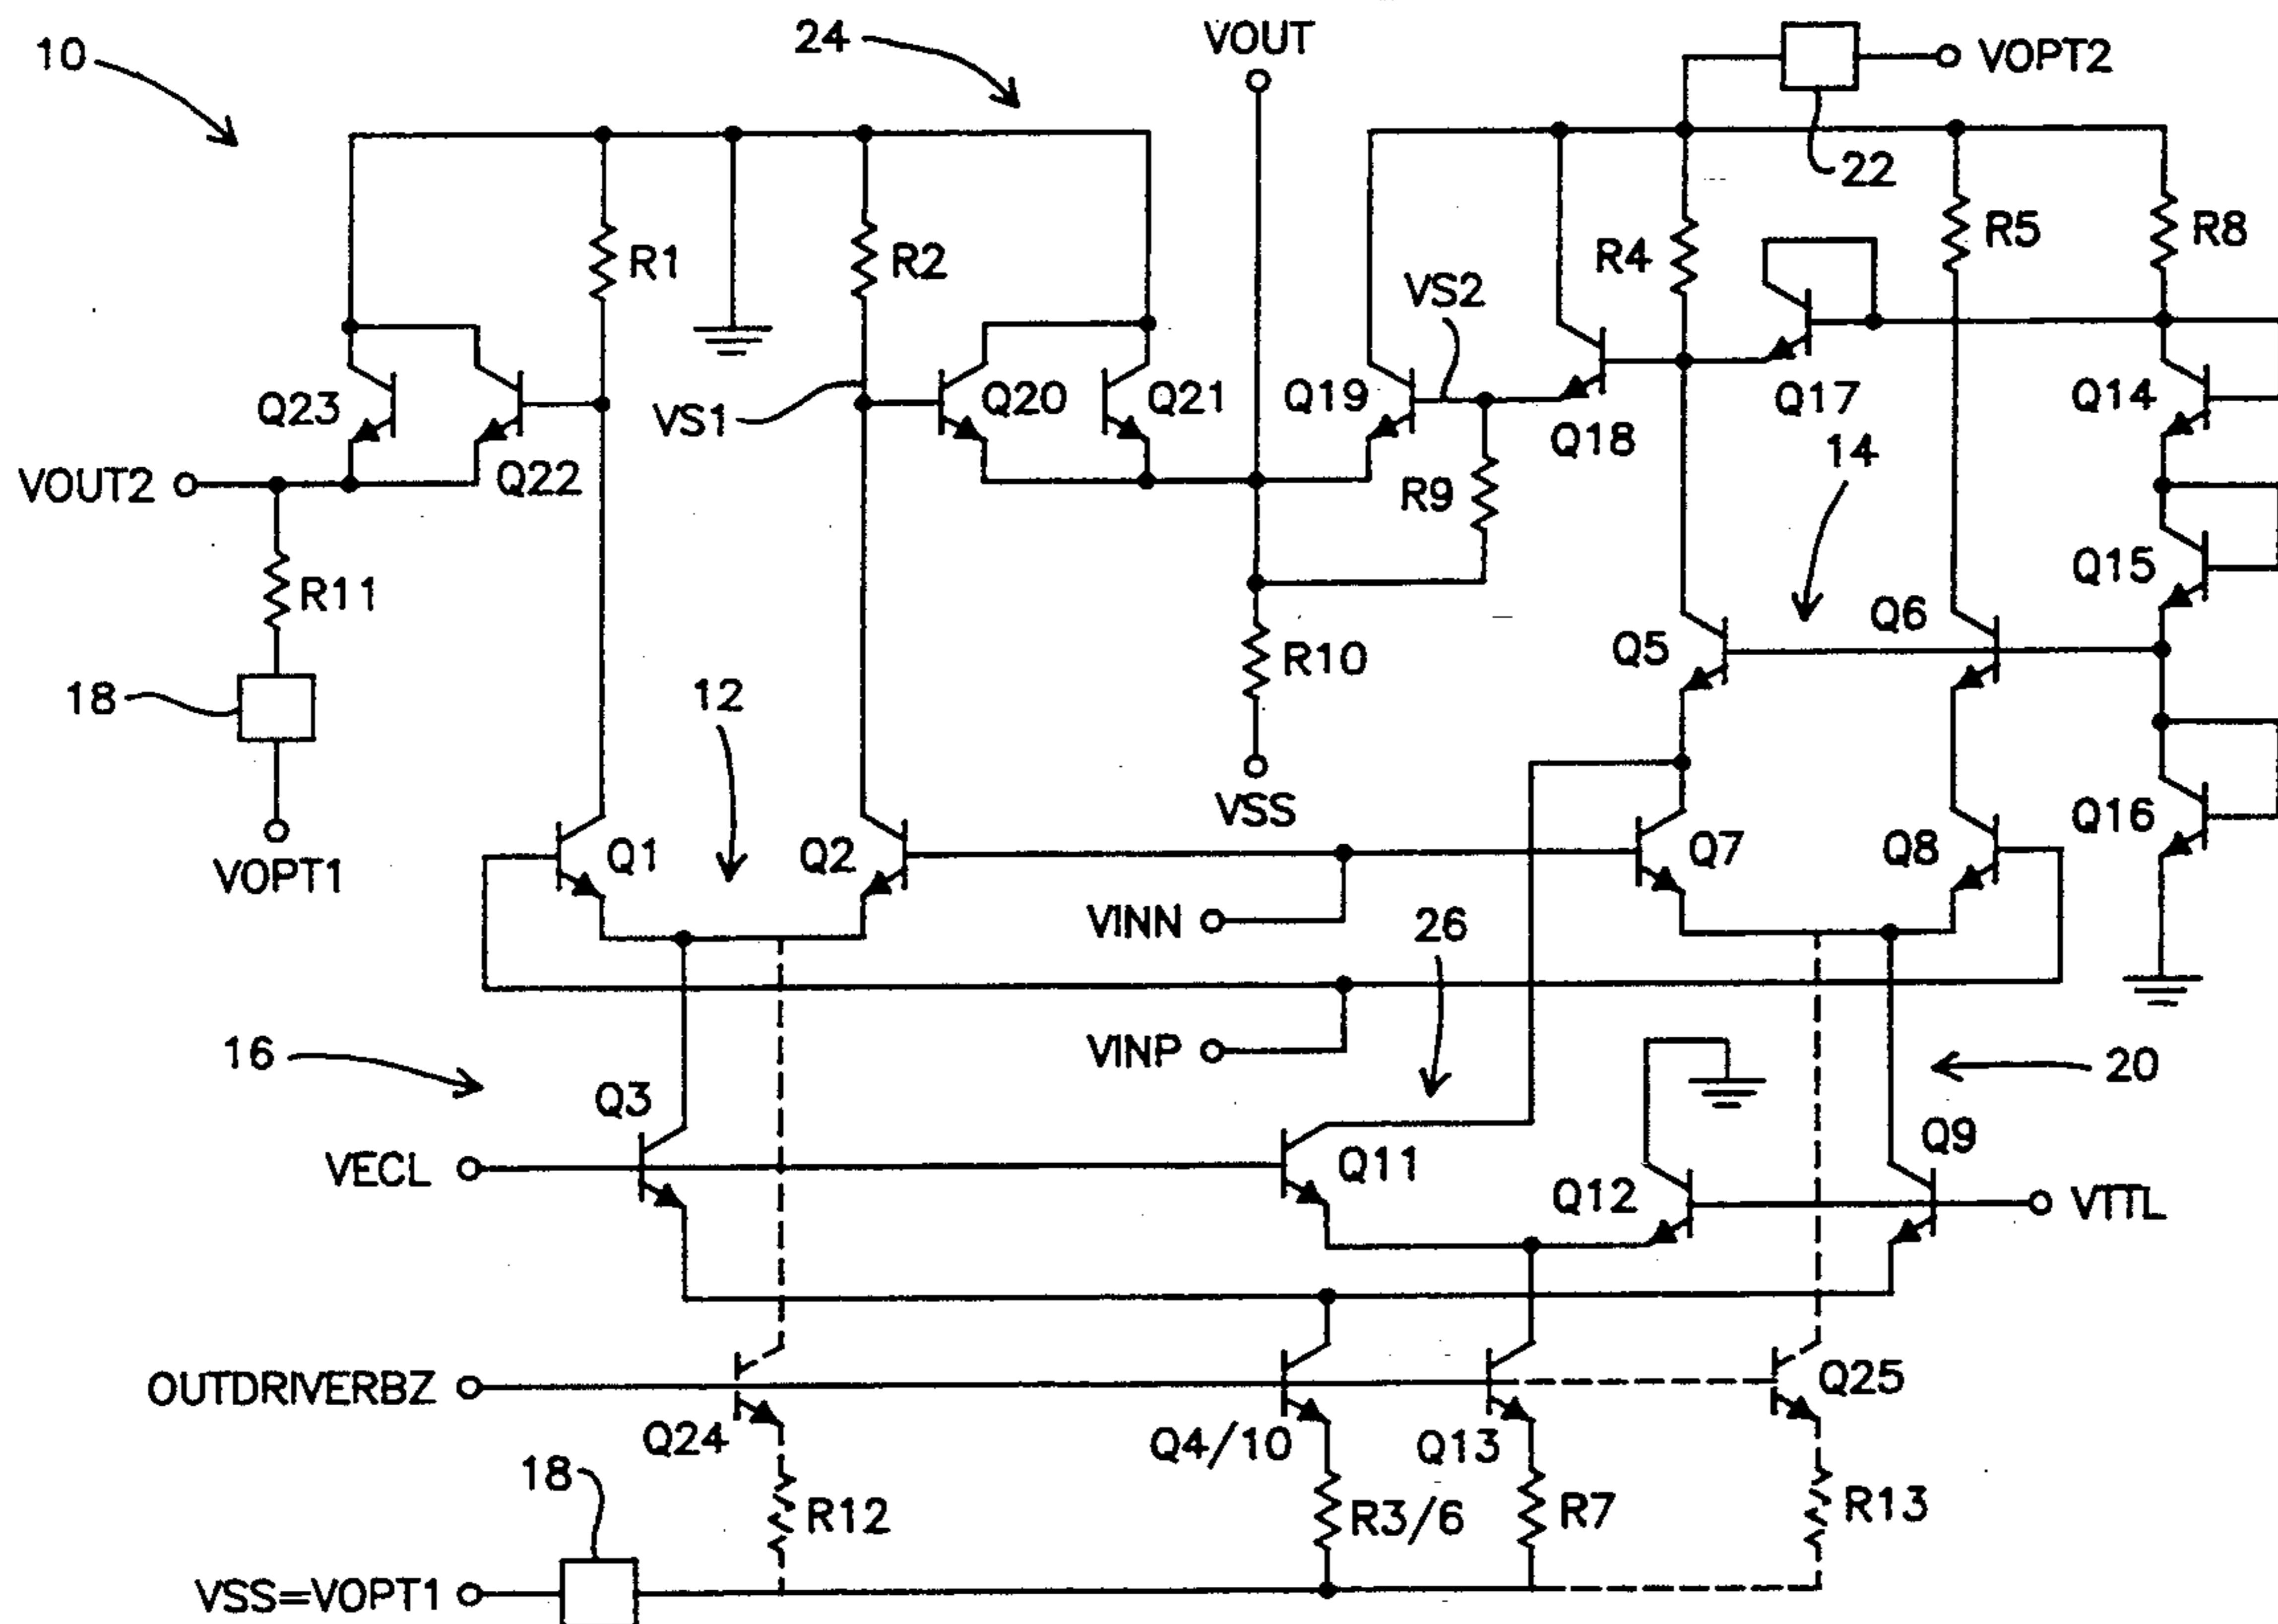 10
24
VOUT
VOPT2
22
R1
R2
R4
R5
R8
VS2
Q23
Q22
VS1
Q20
Q21
Q19
Q18
Q17
Q14
14
VOUT2
R9
R11
Q15
Q6
Q5
R10
18
12
VSS
Q16
VOPT1
Q1
Q2
Q7
Q8
VINN
26
16
VINP
20
Q3
Q9
VECL
Q11
Q12
VTTL
OUTDRIVERBZ
Q25
Q24
Q4/10
Q13
18
R12
R3/6
R7
R13
VSS=VOPT1